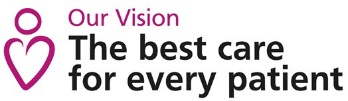 Our Vision
The best care
for every patient